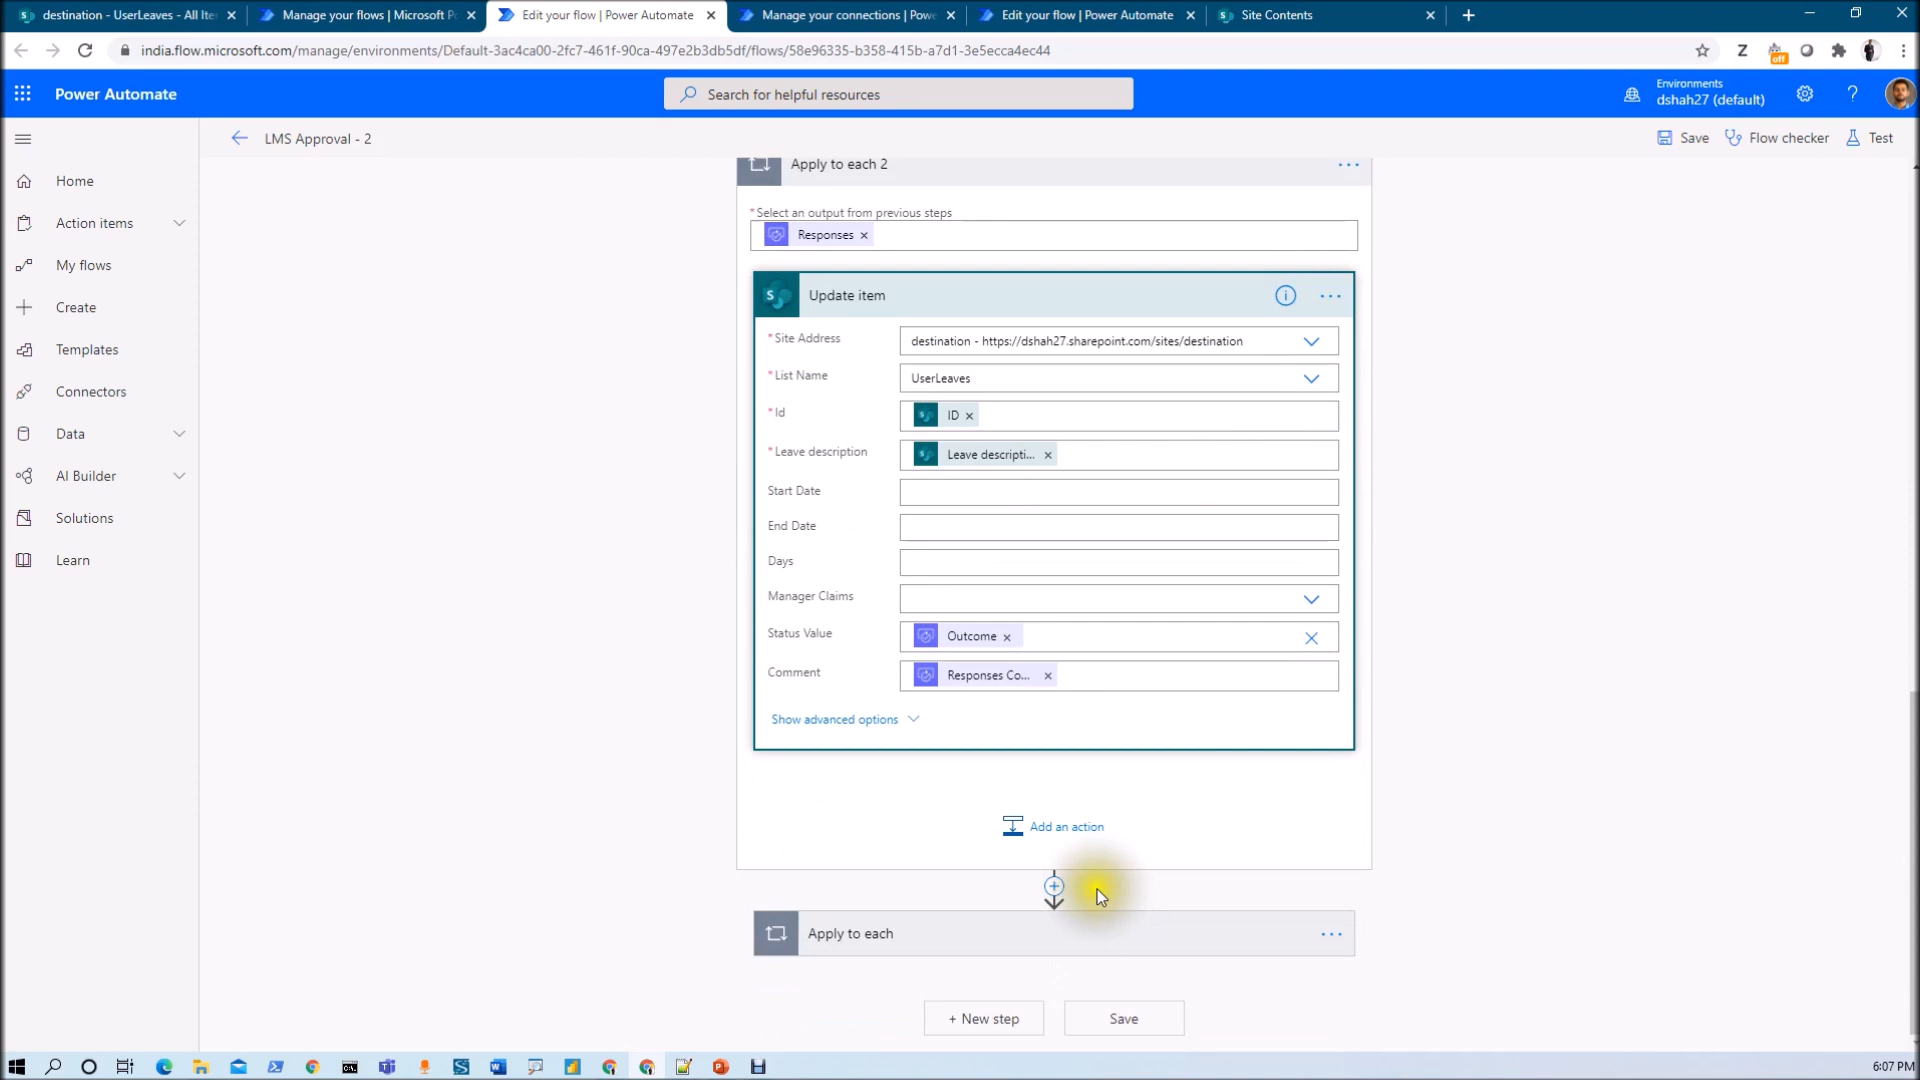 destination - UserLeaves - All Ite
Manage your flows | Microsoft Po
Edit your flow | Power Automate
Manage your connections | Powe
Edit your flow | Power Automate
Site Contents
india.flow.microsoft.com/manage/environments/Default-3ac4ca00-2fc7-461f-90ca-497e2b3db5df/flows/58e96335-b358-415b-a7d1-3e5ecca4ec44
Z
off
Power Automate
Search for helpful resources
Environments
dshah27 (default)
?
LMS Approval - 2
Save
Flow checker
Test
Home
Action items
My flows
Create
Templates
Connectors
Data
AI Builder
Solutions
Learn
Apply to each 2
* Select an output from previous steps
Responses
Update item
* Site Address
destination - https://dshah27.sharepoint.com/sites/destination
* List Name
UserLeaves
* Id
ID
* Leave description
Leave descripti...
Start Date
End Date
Days
Manager Claims
Status Value
Outcome
Comment
Responses Co...
Show advanced options
Add an action
Apply to each
+ New step
Save
6:07 PM